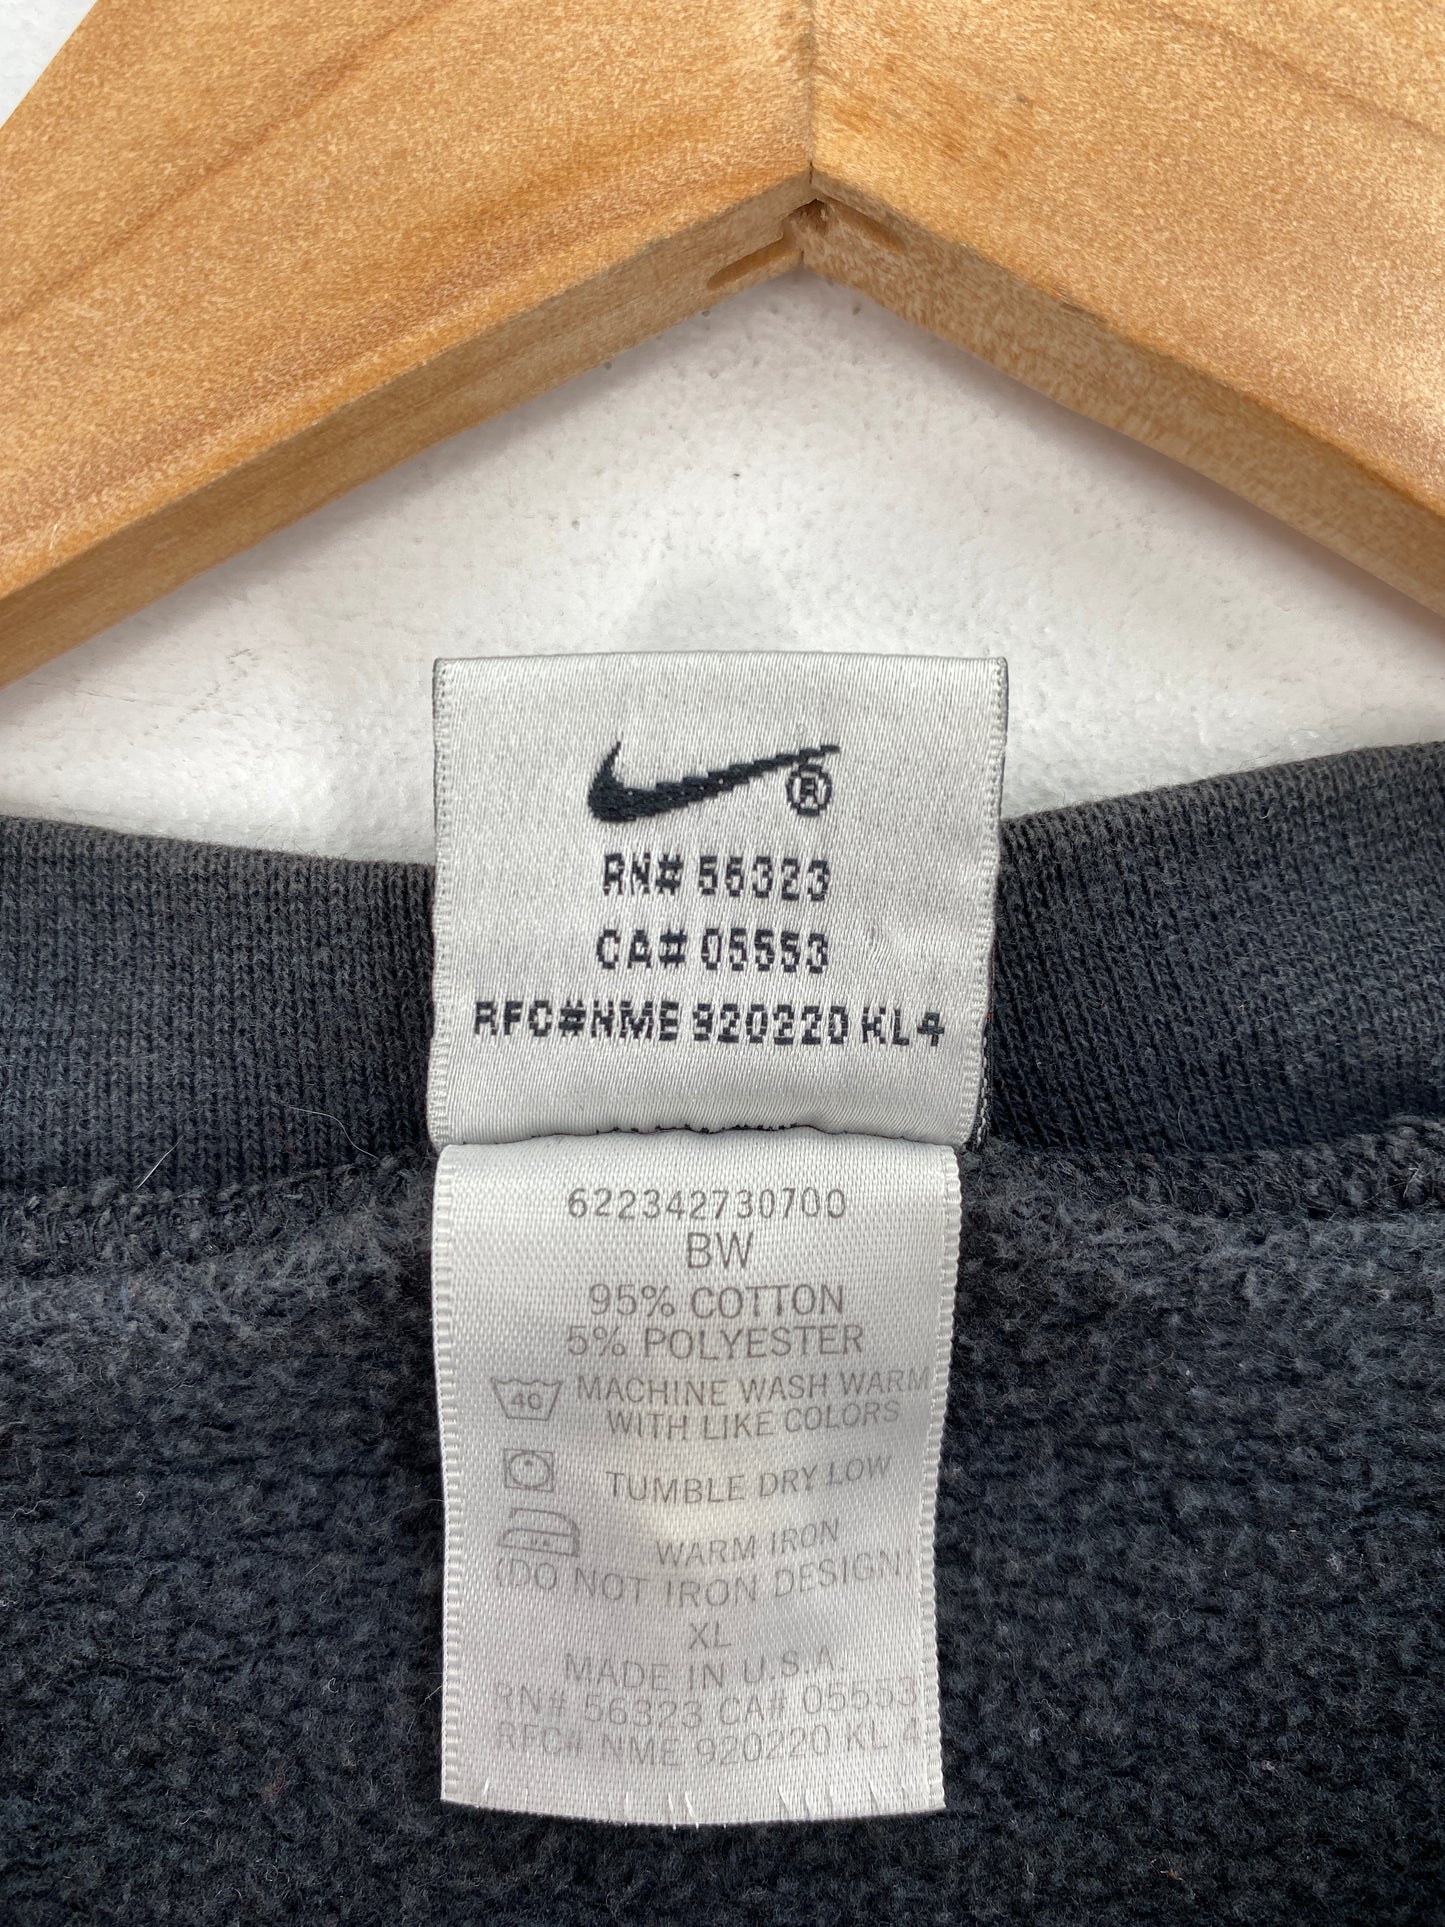 ®
RN# 56323
CA# 05553
RFC#NME 920220 KL4
622342730700
BW
95% COTTON
5% POLYESTER
40 MACHINE WASH WARM
WITH LIKE COLORS
TUMBLE DRY LOW
WARM IRON
(DO NOT IRON DESIGN)
XL
MADE IN U.S.A.
RN# 56323 CA# 05553
RFC# NME 920220 KL 4